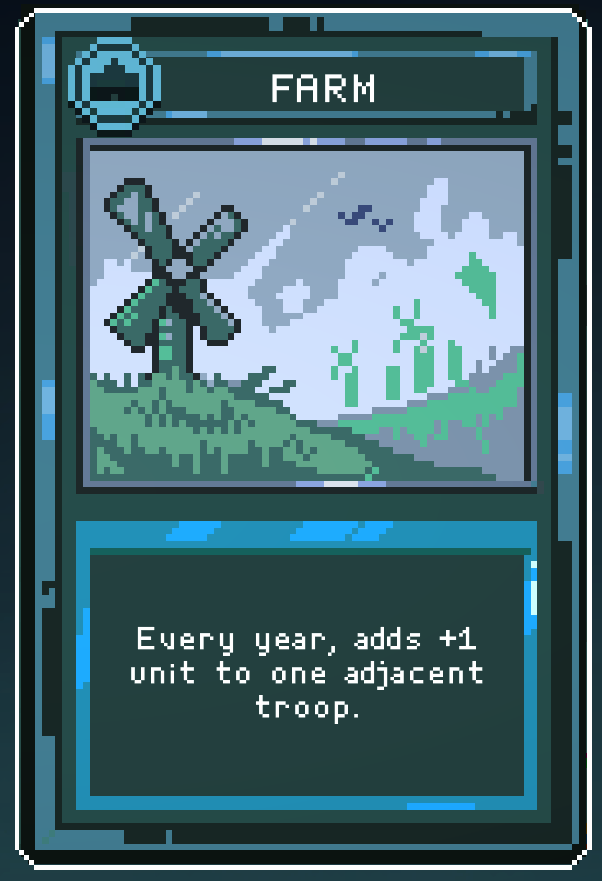 FARM
Every year, adds +1
unit to one adjacent
troop.